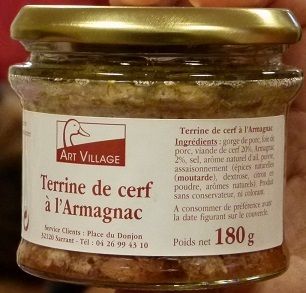 ART VILLAGE
Terrine de cerf
à l'Armagnac
Service Clients : Place du Donjon
32120 Sarrant - Tél : 04 26 99 43 10
Terrine de cerf à l'Armagnac
Ingrédients : gorge de porc, foie de
porc, viande de cerf 20%, Armagnac
2%, sel, arôme naturel d'ail, poivre,
assaisonnement (épices naturelles
(moutarde), dextrose, citron en
poudre, arômes naturels). Produit
sans conservateur, ni colorant.
A consommer de préférence avant
la date figurant sur le couvercle.
Poids net 180g